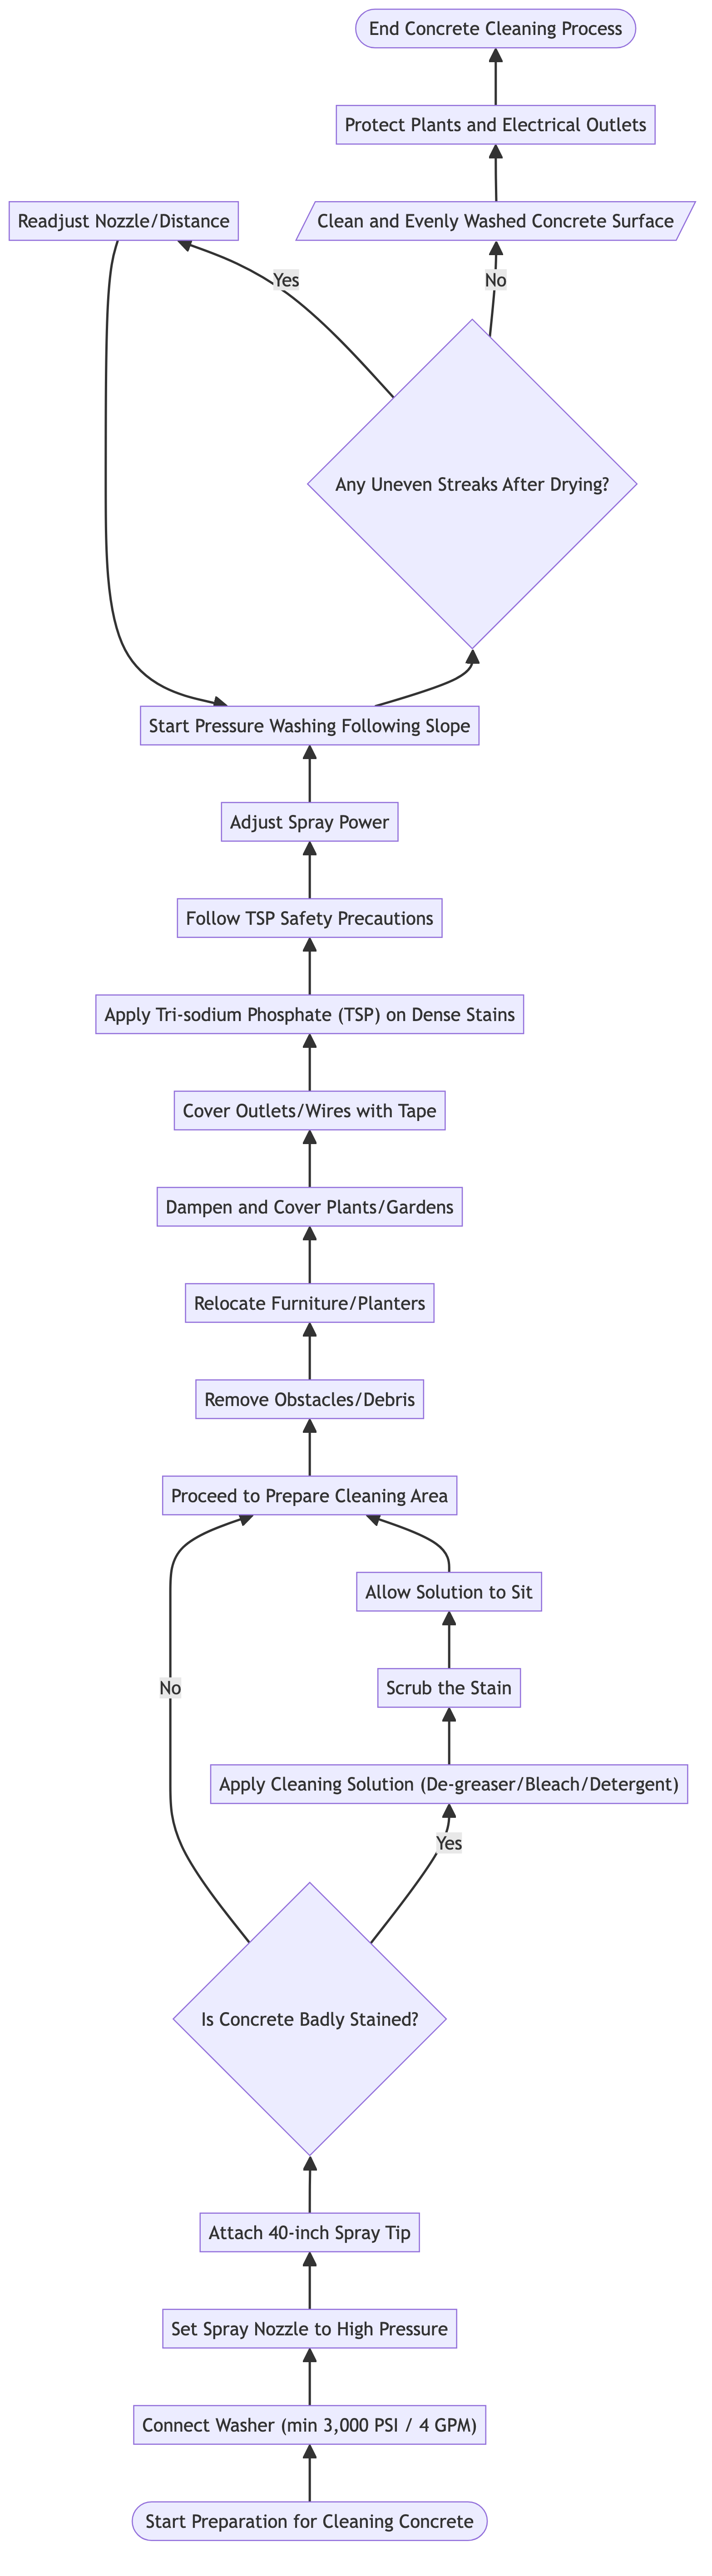 End Concrete Cleaning Process
Protect Plants and Electrical Outlets
Readjust Nozzle/Distance
Clean and Evenly Washed Concrete Surface
Yes
No
Any Uneven Streaks After Drying?
Start Pressure Washing Following Slope
Adjust Spray Power
Follow TSP Safety Precautions
Apply Tri-sodium Phosphate (TSP) on Dense Stains
Cover Outlets/Wires with Tape
Dampen and Cover Plants/Gardens
Relocate Furniture/Planters
Remove Obstacles/Debris
Proceed to Prepare Cleaning Area
Allow Solution to Sit
No
Scrub the Stain
Apply Cleaning Solution (De-greaser/Bleach/Detergent)
Yes
Is Concrete Badly Stained?
Attach 40-inch Spray Tip
Set Spray Nozzle to High Pressure
Connect Washer (min 3,000 PSI / 4 GPM)
Start Preparation for Cleaning Concrete